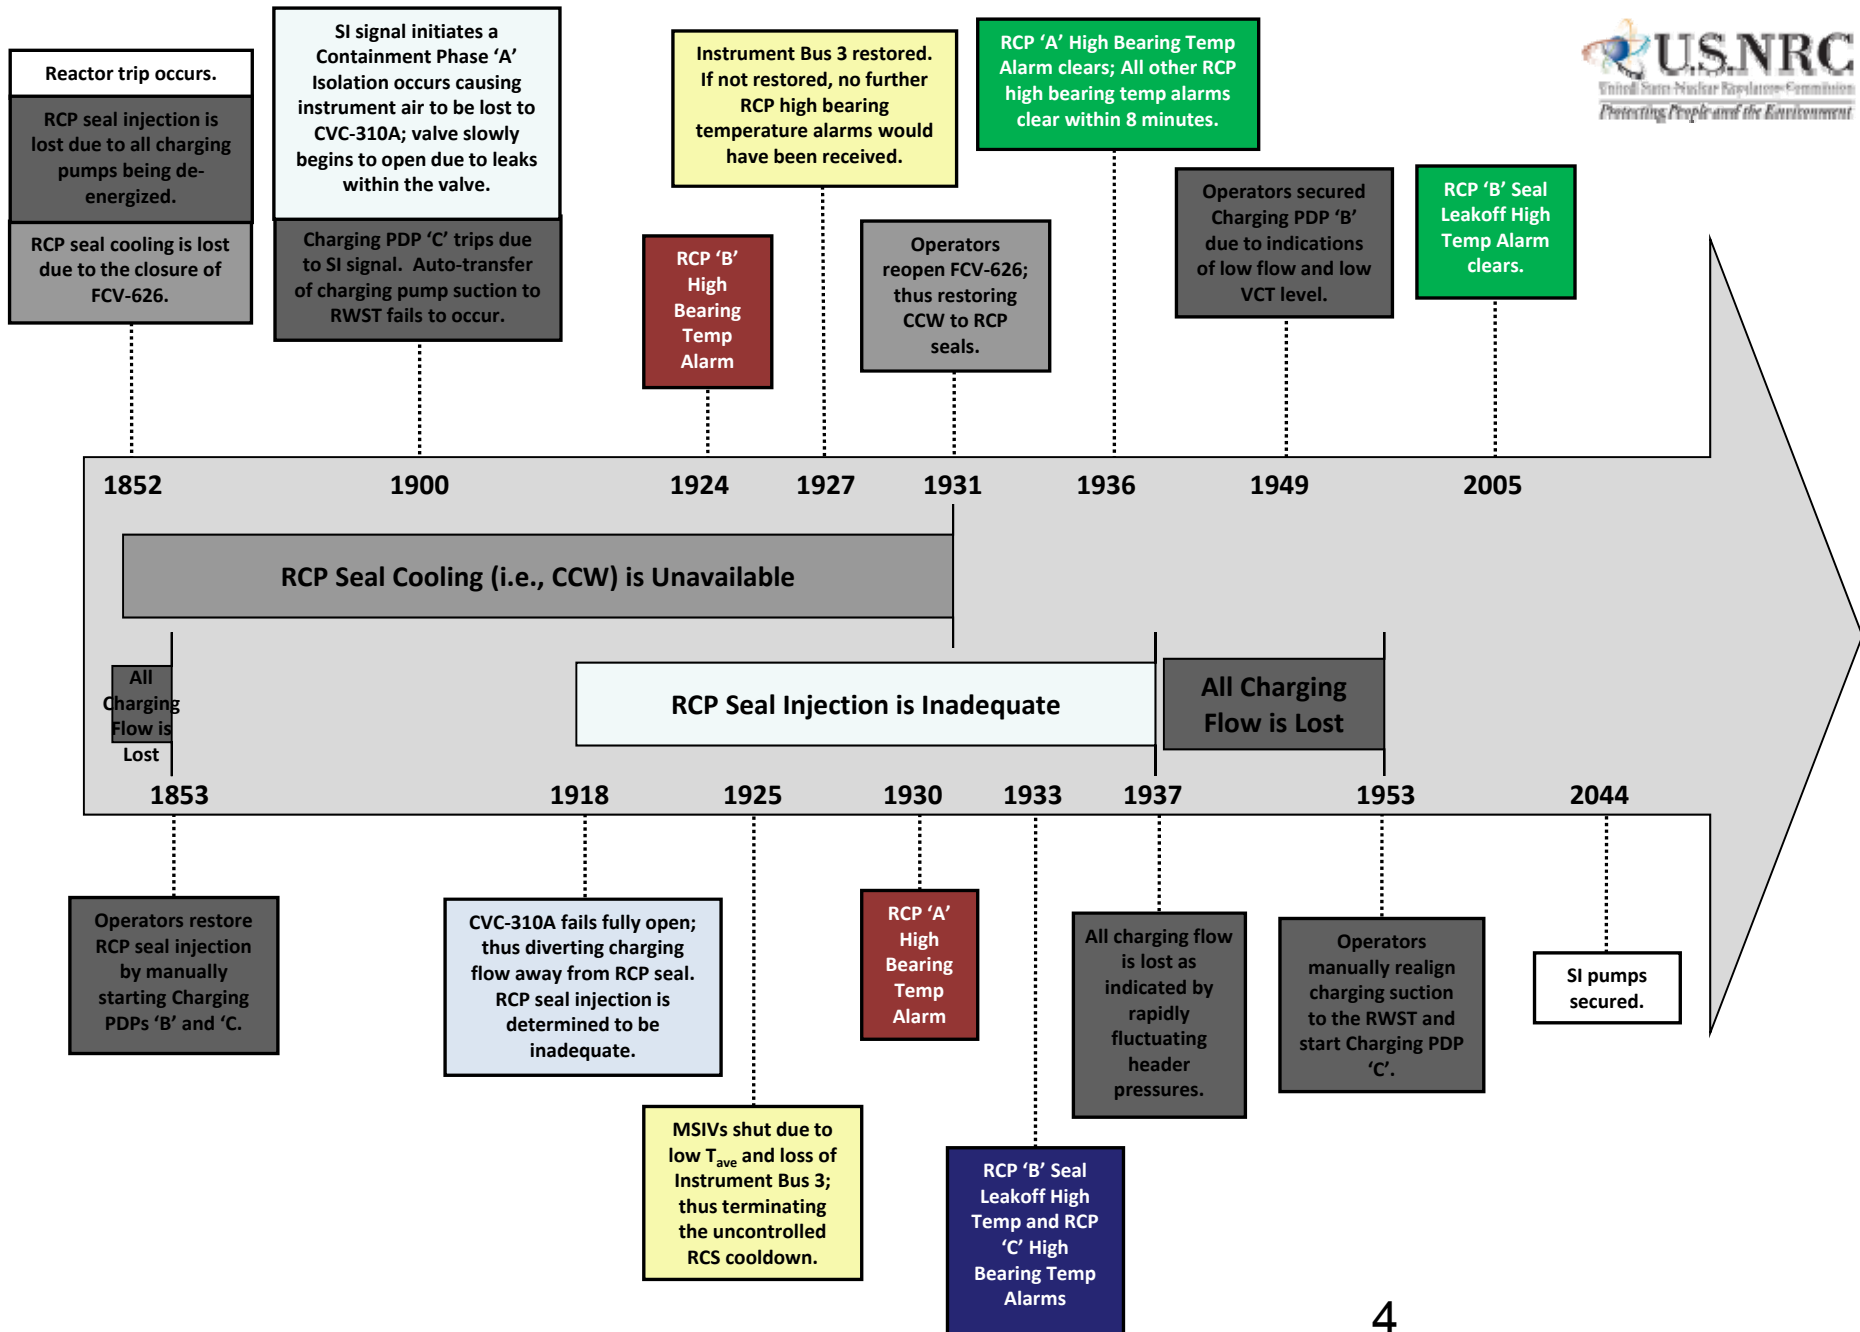 U.S.NRC
United States Nuclear Regulatory Commission
Protecting People and the Environment
Reactor trip occurs.
RCP seal injection is
lost due to all charging
pumps being de-
energized.
RCP seal cooling is lost
due to the closure of
FCV-626.
SI signal initiates a
Containment Phase ‘A’
Isolation occurs causing
instrument air to be lost to
CVC-310A; valve slowly
begins to open due to leaks
within the valve.
Charging PDP ‘C’ trips due
to SI signal.  Auto-transfer
of charging pump suction to
RWST fails to occur.
RCP ‘B’
High
Bearing
Temp
Alarm
Instrument Bus 3 restored.
If not restored, no further
RCP high bearing
temperature alarms would
have been received.
Operators
reopen FCV-626;
thus restoring
CCW to RCP
seals.
RCP ‘A’ High Bearing Temp
Alarm clears; All other RCP
high bearing temp alarms
clear within 8 minutes.
Operators secured
Charging PDP ‘B’
due to indications
of low flow and low
VCT level.
RCP ‘B’ Seal
Leakoff High
Temp Alarm
clears.
1852 1900 1924 1927 1931 1936 1949 2005
RCP Seal Cooling (i.e., CCW) is Unavailable
All
Charging
Flow is
Lost
RCP Seal Injection is Inadequate
All Charging
Flow is Lost
1853 1918 1925 1930 1933 1937 1953 2044
Operators restore
RCP seal injection
by manually
starting Charging
PDPs ‘B’ and ‘C.
CVC-310A fails fully open;
thus diverting charging
flow away from RCP seal.
RCP seal injection is
determined to be
inadequate.
MSIVs shut due to
low Tave and loss of
Instrument Bus 3;
thus terminating
the uncontrolled
RCS cooldown.
RCP ‘A’
High
Bearing
Temp
Alarm
RCP ‘B’ Seal
Leakoff High
Temp and RCP
‘C’ High
Bearing Temp
Alarms
All charging flow
is lost as
indicated by
rapidly
fluctuating
header
pressures.
Operators
manually realign
charging suction
to the RWST and
start Charging PDP
‘C’.
SI pumps
secured.
4